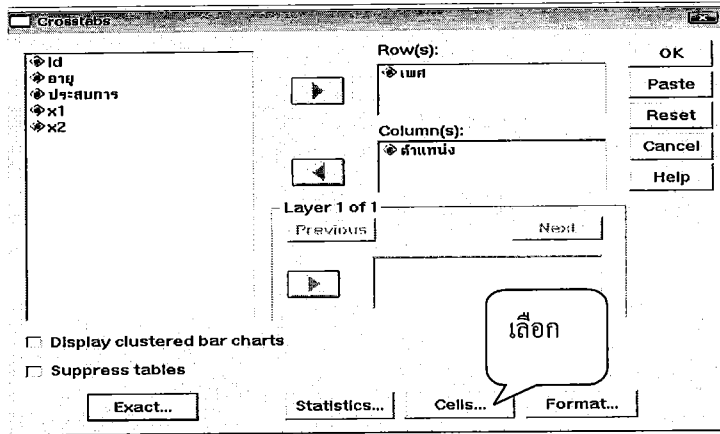 Crosstabs
Id
อายุ
ประสบการ
x1
x2
Row(s):
เพศ
Column(s):
ตำแหน่ง
Layer 1 of 1
Previous
Next
OK
Paste
Reset
Cancel
Help
เลือก
Display clustered bar charts
Suppress tables
Exact...
Statistics...
Cells...
Format...